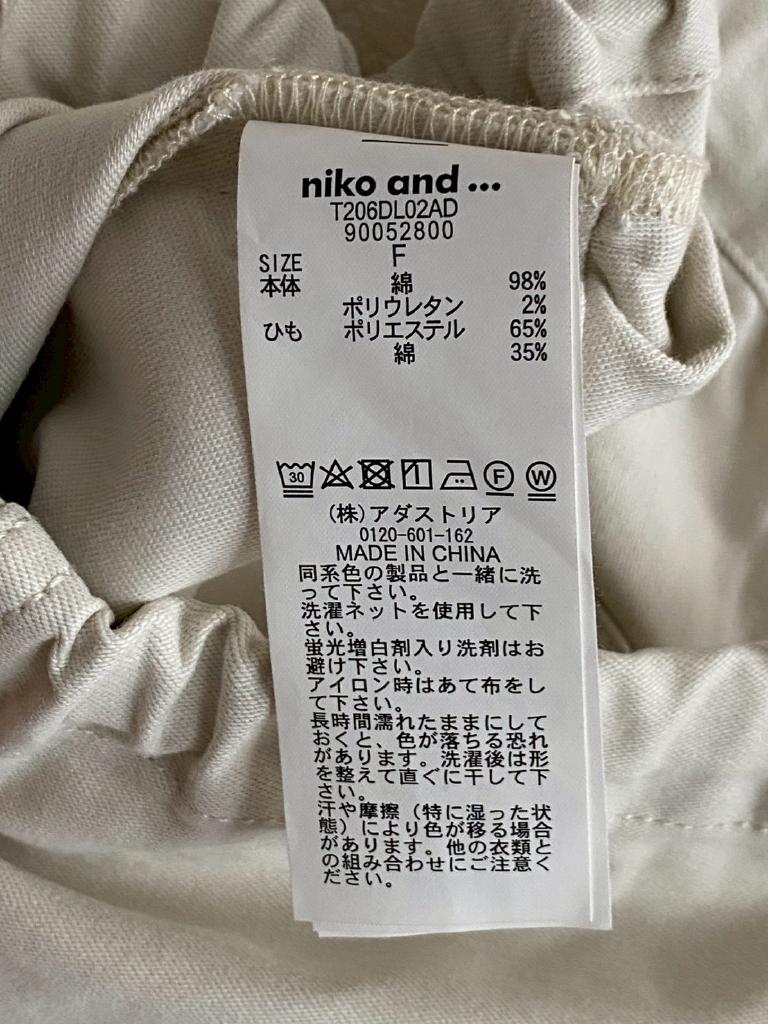 niko and ...
T206DL02AD
90052800
SIZE F
本体 綿 98%
ポリウレタン 2%
ひも ポリエステル 65%
綿 35%
30 1 F W
(株)アダストリア
0120-601-162
MADE IN CHINA
同系色の製品と一緒に洗
って下さい。
洗濯ネットを使用して下
さい。
蛍光増白剤入り洗剤はお
避け下さい。
アイロン時はあて布をし
て下さい。
長時間濡れたままにして
おくと、色が落ちる恐れ
があります。洗濯後は形
を整えて直ぐに干して下
さい。
汗や摩擦（特に湿った状
態）により色が移る場合
があります。他の衣類と
の組み合わせにご注意く
ださい。